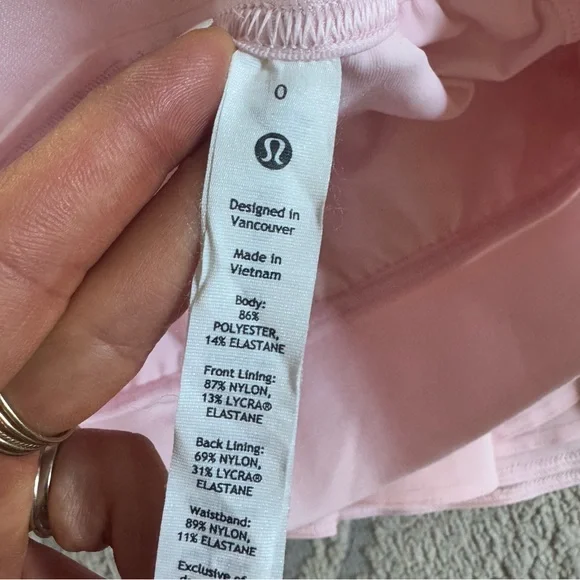 0
Designed in
Vancouver
Made in
Vietnam
Body:
86%
POLYESTER,
14% ELASTANE
Front Lining:
87% NYLON,
13% LYCRA®
ELASTANE
Back Lining:
69% NYLON,
31% LYCRA®
ELASTANE
Waistband:
89% NYLON,
11% ELASTANE
Exclusive of